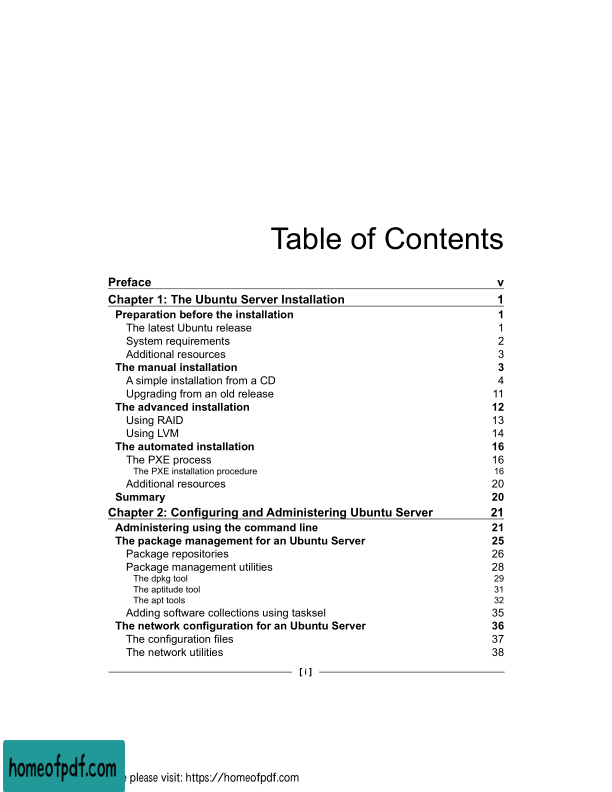 Table of Contents
Preface v
Chapter 1: The Ubuntu Server Installation 1
Preparation before the installation 1
The latest Ubuntu release 1
System requirements 2
Additional resources 3
The manual installation 3
A simple installation from a CD 4
Upgrading from an old release 11
The advanced installation 12
Using RAID 13
Using LVM 14
The automated installation 16
The PXE process 16
The PXE installation procedure 16
Additional resources 20
Summary 20
Chapter 2: Configuring and Administering Ubuntu Server 21
Administering using the command line 21
The package management for an Ubuntu Server 25
Package repositories 26
Package management utilities 28
The dpkg tool 29
The aptitude tool 31
The apt tools 32
Adding software collections using tasksel 35
The network configuration for an Ubuntu Server 36
The configuration files 37
The network utilities 38
[ i ]
homeofpdf.com
please visit: https://homeofpdf.com